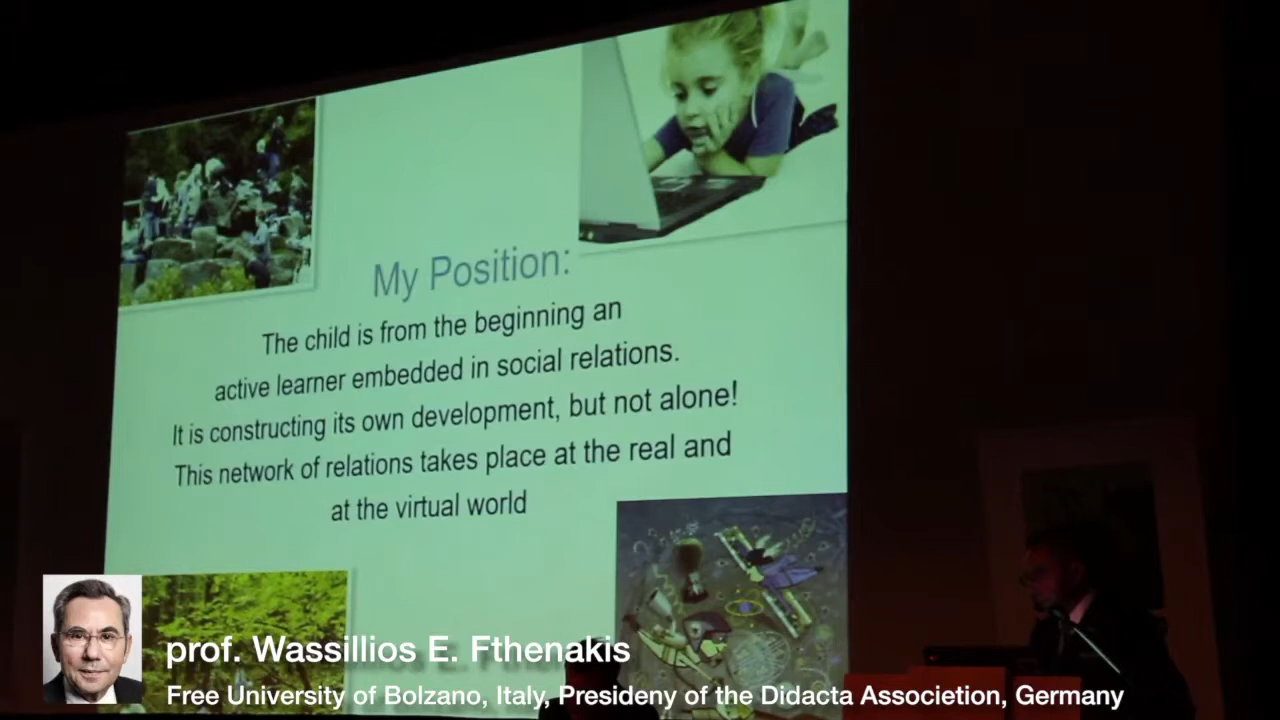 My Position:
The child is from the beginning an
active learner embedded in social relations.
It is constructing its own development, but not alone!
This network of relations takes place at the real and
at the virtual world
prof. Wassillios E. Fthenakis
Free University of Bolzano, Italy, Presideny of the Didacta Associetion, Germany